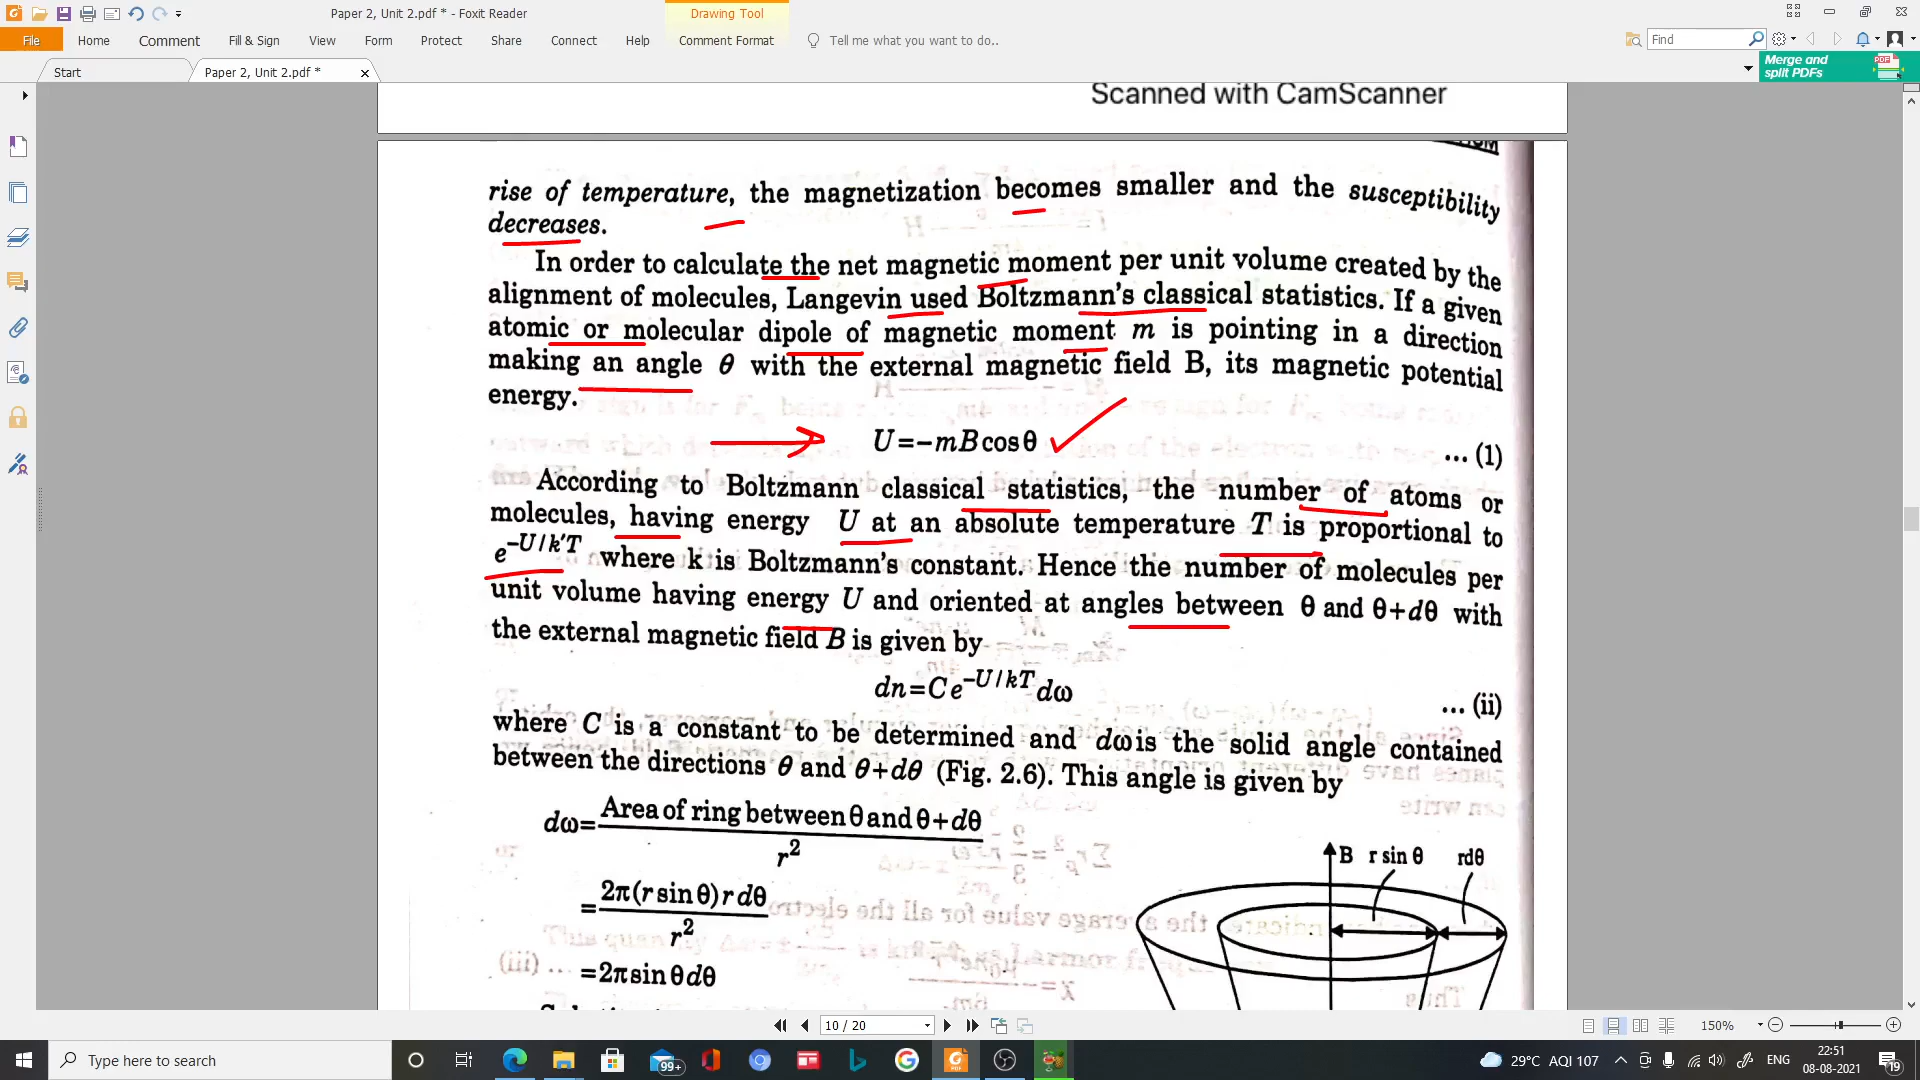 Paper 2, Unit 2.pdf * - Foxit Reader
Drawing Tool
File Home Comment Fill & Sign View Form Protect Share Connect Help Comment Format Tell me what you want to do.. Find
Start Paper 2, Unit 2.pdf *
Merge and
split PDFs
Scanned with CamScanner
rise of temperature, the magnetization becomes smaller and the susceptibility
decreases.
In order to calculate the net magnetic moment per unit volume created by the
alignment of molecules, Langevin used Boltzmann's classical statistics. If a given
atomic or molecular dipole of magnetic moment m is pointing in a direction
making an angle θ with the external magnetic field B, its magnetic potential
energy.
U=−mBcosθ ... (1)
According to Boltzmann classical statistics, the number of atoms or
molecules, having energy U at an absolute temperature T is proportional to
e^{-U/k'T} where k is Boltzmann's constant. Hence the number of molecules per
unit volume having energy U and oriented at angles between θ and θ+dθ with
the external magnetic field B is given by
dn=Ce^{-U/kT}dω ... (ii)
where C is a constant to be determined and dω is the solid angle contained
between the directions θ and θ+dθ (Fig. 2.6). This angle is given by
dω= Area of ring between θ and θ+dθ / r²
B r sin θ rdθ
= 2π(r sin θ) r dθ / r²
=2π sin θ dθ
10 / 20
150%
Type here to search
99+
29°C AQI 107
ENG
22:51
08-08-2021
19